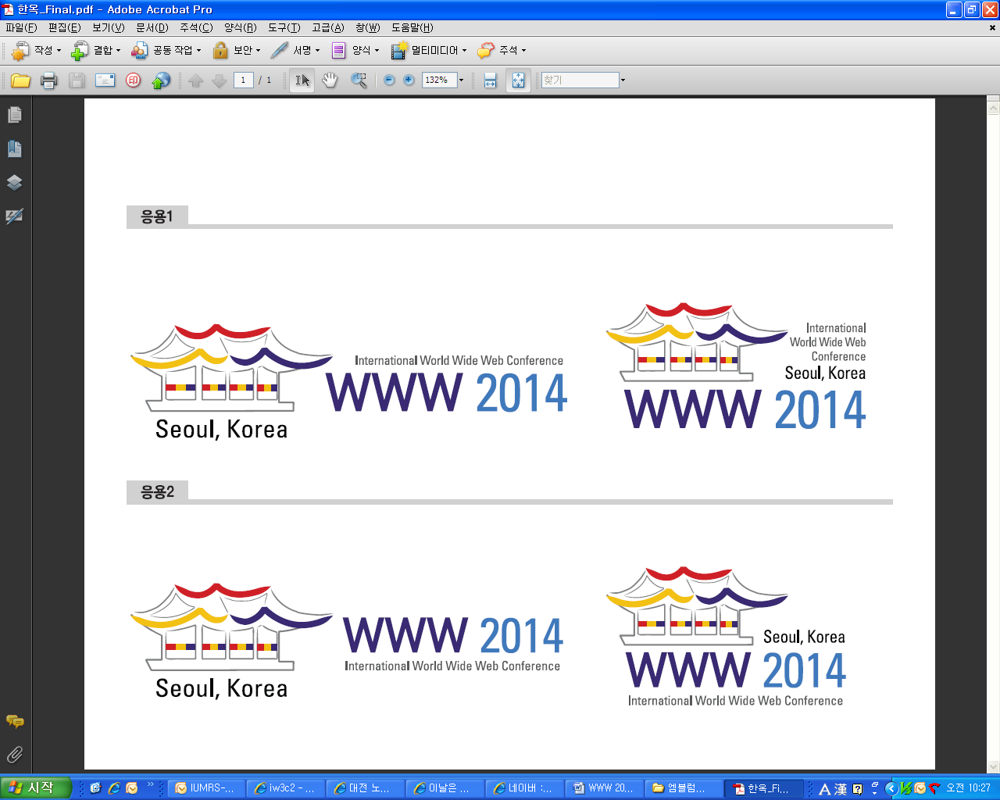 한옥_Final.pdf - Adobe Acrobat Pro
파일(F) 편집(E) 보기(V) 문서(D) 주석(C) 양식(R) 도구(T) 고급(A) 창(W) 도움말(H)
작성 결합 공동 작업 보안 서명 양식 멀티미디어 주석
1 / 1 132% 찾기
응용1
International World Wide Web Conference
WWW 2014
Seoul, Korea
International
World Wide Web
Conference
Seoul, Korea
WWW 2014
응용2
WWW 2014
International World Wide Web Conference
Seoul, Korea
Seoul, Korea
WWW 2014
International World Wide Web Conference
시작 IUMRS-... iw3c2 - ... 대전 노... 이날은 ... 네이버 :... WWW 20... 엠블럼... 한옥_Fi... A 漢 오전 10:27